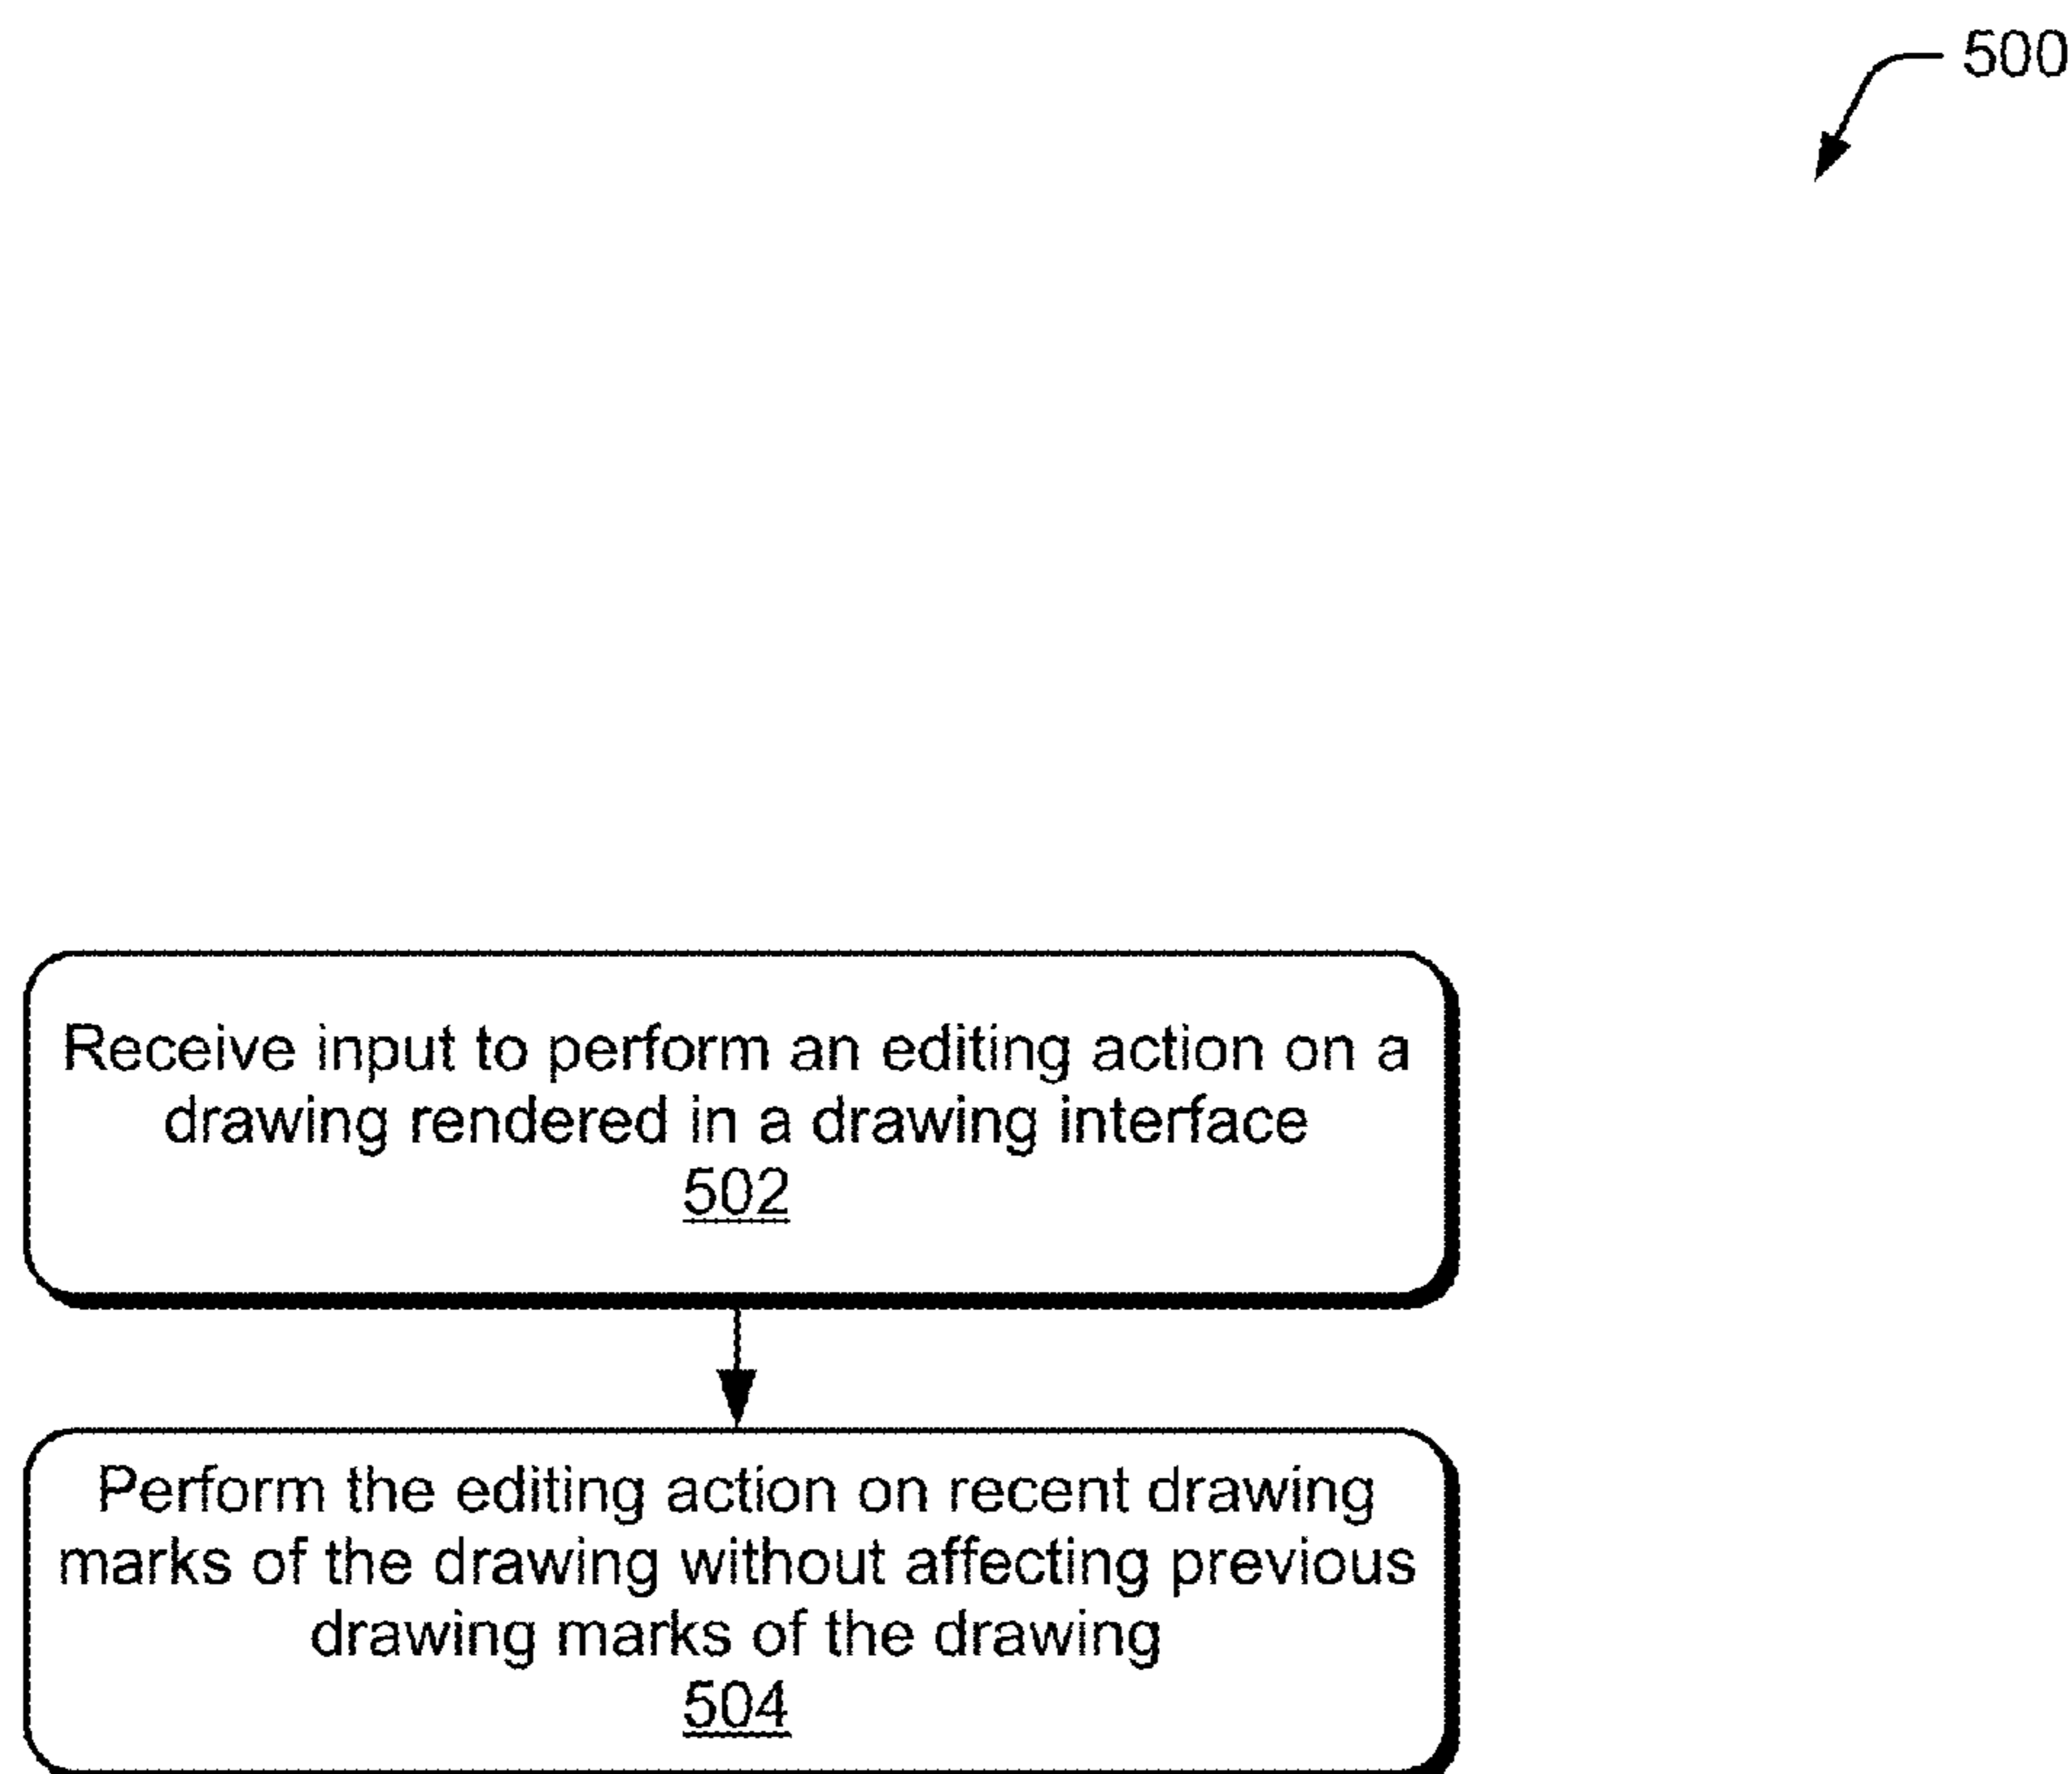 500
Receive input to perform an editing action on a
drawing rendered in a drawing interface
502
Perform the editing action on recent drawing
marks of the drawing without affecting previous
drawing marks of the drawing
504